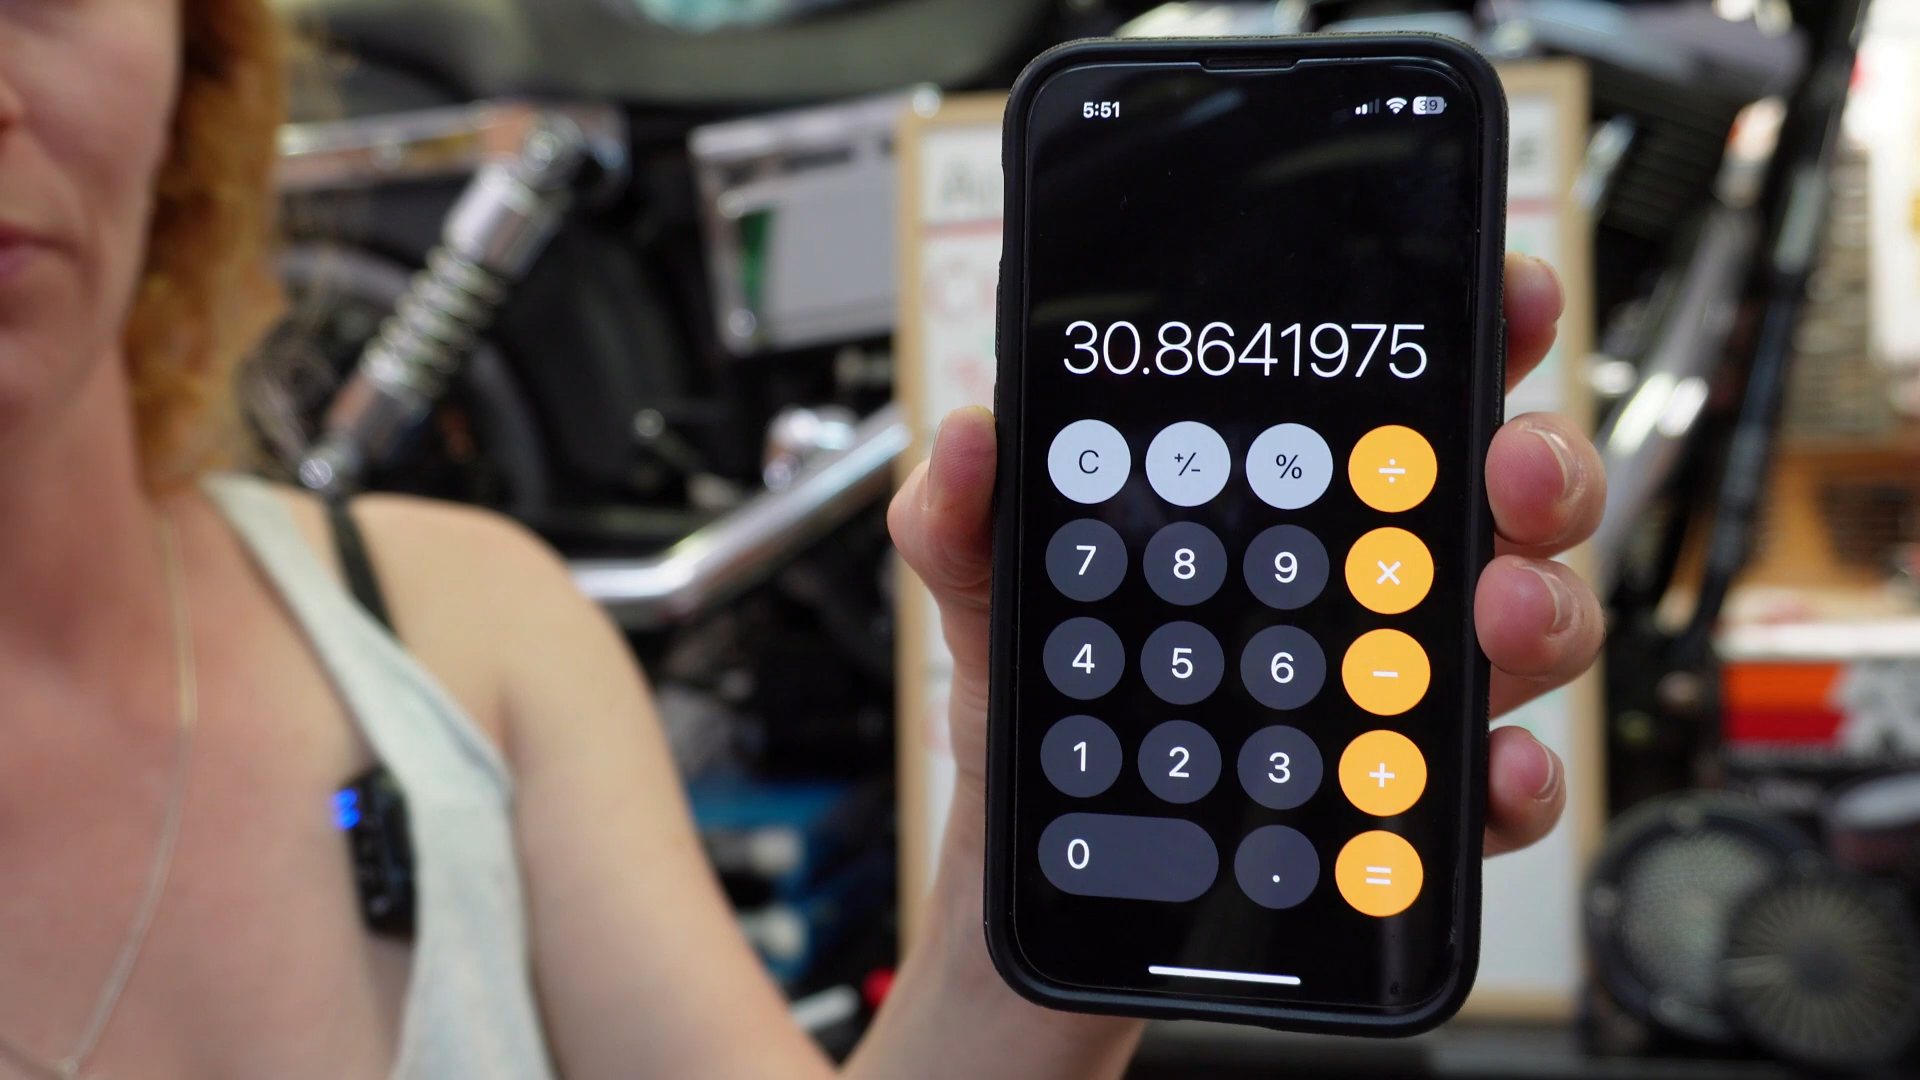 5:51 39
30.8641975
C +/- % ÷
7 8 9 ×
4 5 6 −
1 2 3 +
0 . =